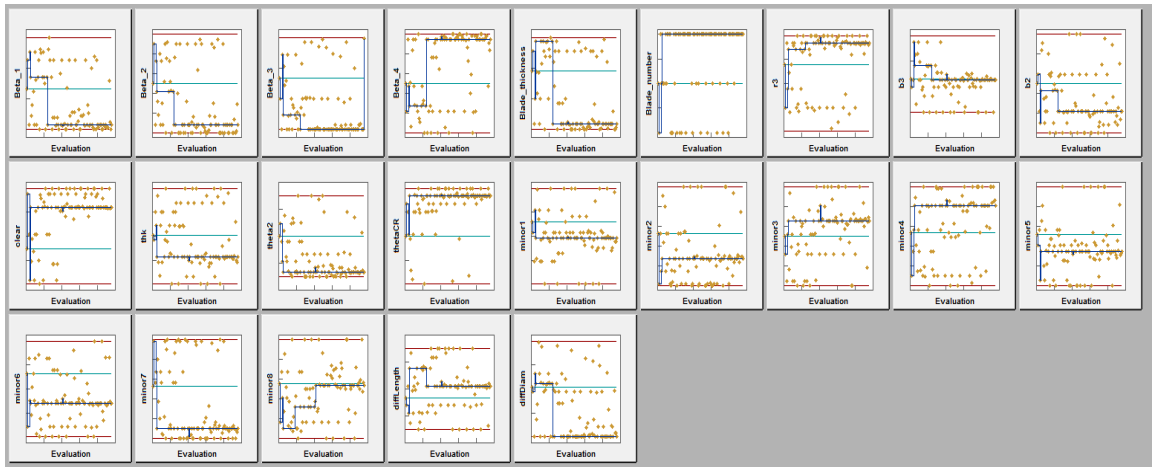 Beta_1
Evaluation
Beta_2
Evaluation
Beta_3
Evaluation
Beta_4
Evaluation
Blade_thickness
Evaluation
Blade_number
Evaluation
r3
Evaluation
b3
Evaluation
b2
Evaluation
clear
Evaluation
thk
Evaluation
theta2
Evaluation
thetaCR
Evaluation
minor1
Evaluation
minor2
Evaluation
minor3
Evaluation
minor4
Evaluation
minor5
Evaluation
minor6
Evaluation
minor7
Evaluation
minor8
Evaluation
diffLength
Evaluation
diffDiam
Evaluation